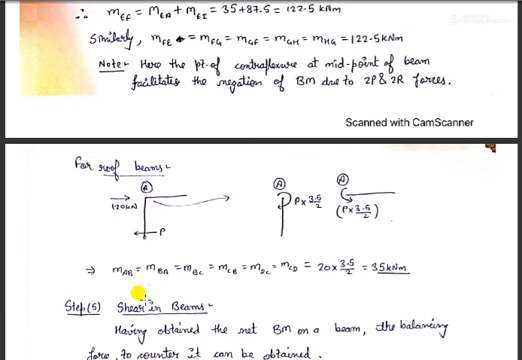 ∴ m_EF = m_EA + m_EI = 35+87.5 = 122.5 kNm
Similarly, m_FE = m_FG = m_GF = m_GH = m_HG = 122.5kNm
Note:- Here the pt. of contraflexure at mid-point of beam
facilitates the negation of BM due to 2P & 2R forces.
Scanned with CamScanner
For roof beams:-
A
120kN
P
A
P x 3.5/2
A
(P x 3.5/2)
⇒ m_AB = m_BA = m_BC = m_CB = m_DC = m_CD = 20 x 3.5/2 = 35kNm
Step (5) Shear in Beams:-
Having obtained the net BM on a beam, the balancing
force, to counter it can be obtained.